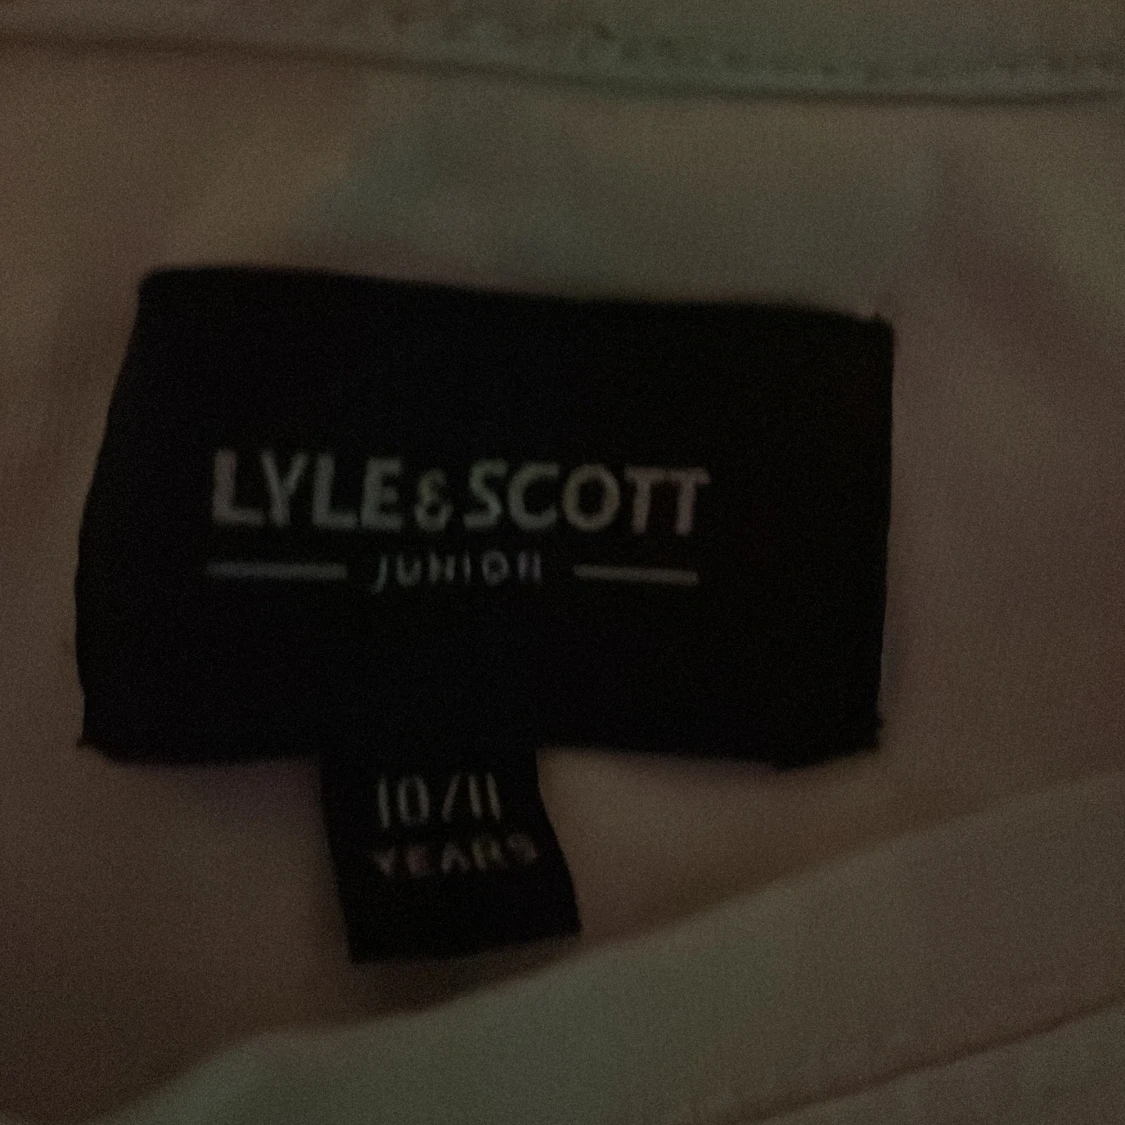 LYLE & SCOTT
JUNIOR
10/11
YEARS